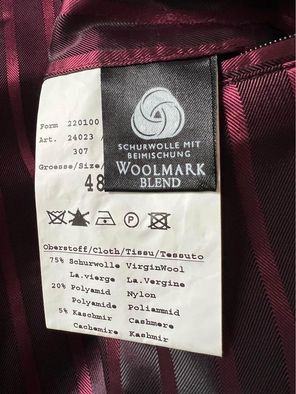 Form 220100
Art. 24023 /
307
Groesse/Size/
48
SCHURWOLLE MIT
BEIMISCHUNG
WOOLMARK
BLEND
P
Oberstoff/Cloth/Tissu/Tessuto
75% Schurwolle VirginWool
La.vierge La.Vergine
20% Polyamid Nylon
Polyamide Poliammid
5% Kaschmir Cashmere
Cachemire Kashmir